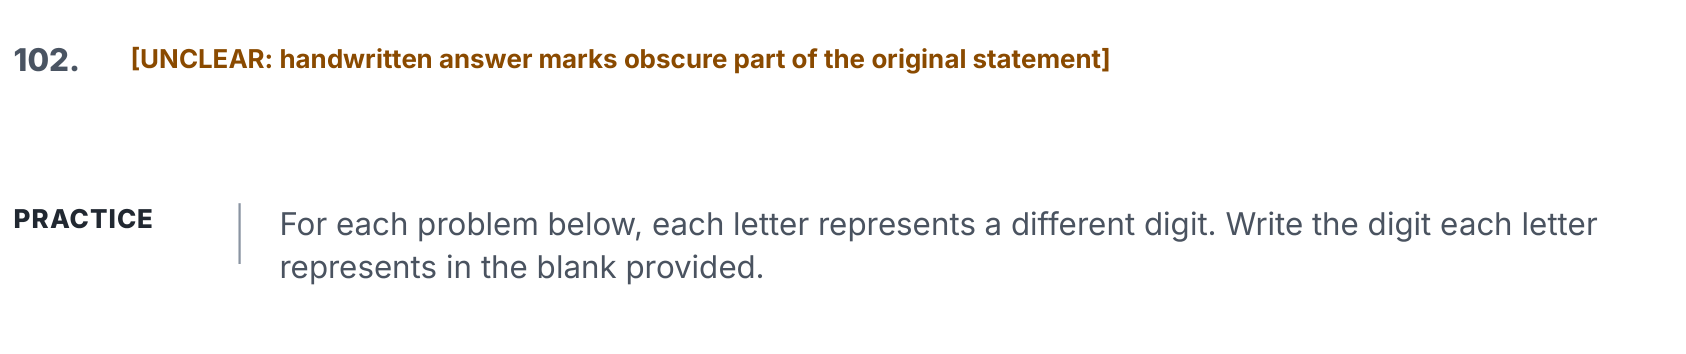 102. [UNCLEAR: handwritten answer marks obscure part of the original statement]
PRACTICE
For each problem below, each letter represents a different digit. Write the digit each letter
represents in the blank provided.